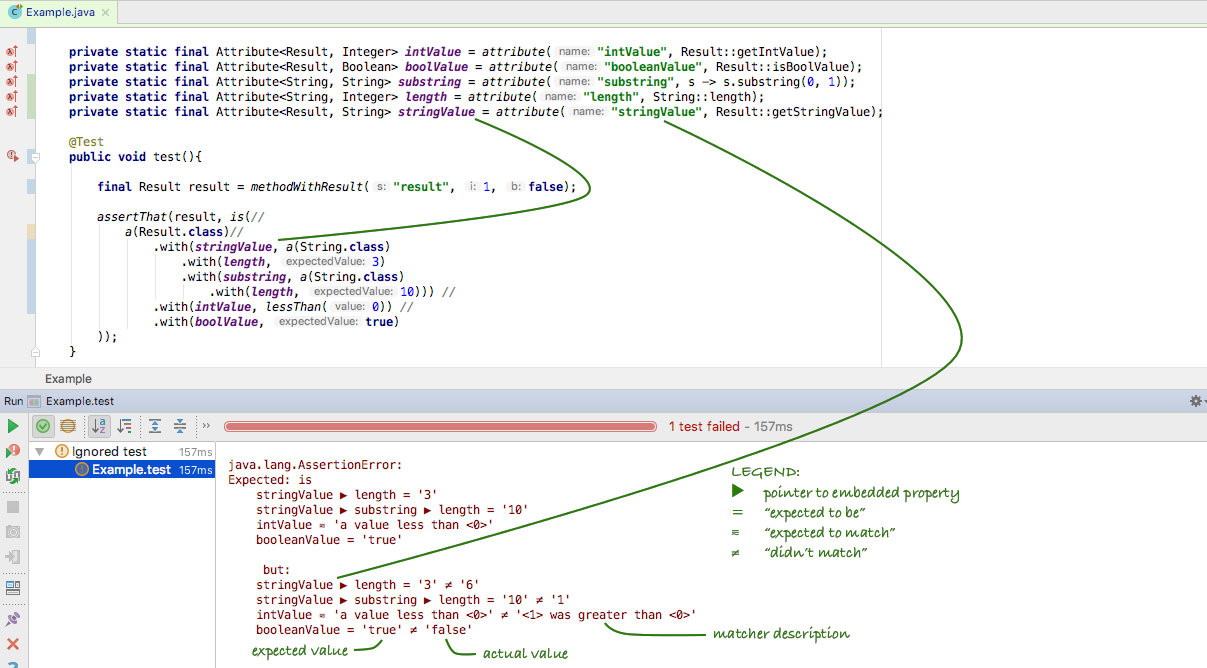 Example.java
private static final Attribute<Result, Integer> intValue = attribute( name: "intValue", Result::getIntValue);
private static final Attribute<Result, Boolean> boolValue = attribute( name: "booleanValue", Result::isBoolValue);
private static final Attribute<String, String> substring = attribute( name: "substring", s -> s.substring(0, 1));
private static final Attribute<String, Integer> length = attribute( name: "length", String::length);
private static final Attribute<Result, String> stringValue = attribute( name: "stringValue", Result::getStringValue);
@Test
public void test(){
final Result result = methodWithResult( s: "result", i: 1, b: false);
assertThat(result, is(//
a(Result.class)//
.with(stringValue, a(String.class)
.with(length, expectedValue: 3)
.with(substring, a(String.class)
.with(length, expectedValue: 10))) //
.with(intValue, lessThan( value: 0)) //
.with(boolValue, expectedValue: true)
));
}
Example
Run Example.test
1 test failed - 157ms
Ignored test 157ms
Example.test 157ms
java.lang.AssertionError:
Expected: is
stringValue ▶ length = '3'
stringValue ▶ substring ▶ length = '10'
intValue ≈ 'a value less than <0>'
booleanValue = 'true'
but:
stringValue ▶ length = '3' ≠ '6'
stringValue ▶ substring ▶ length = '10' ≠ '1'
intValue ≈ 'a value less than <0>' ≠ '<1> was greater than <0>'
booleanValue = 'true' ≠ 'false'
LEGEND:
▶ pointer to embedded property
= "expected to be"
≈ "expected to match"
≠ "didn't match"
matcher description
expected value
actual value